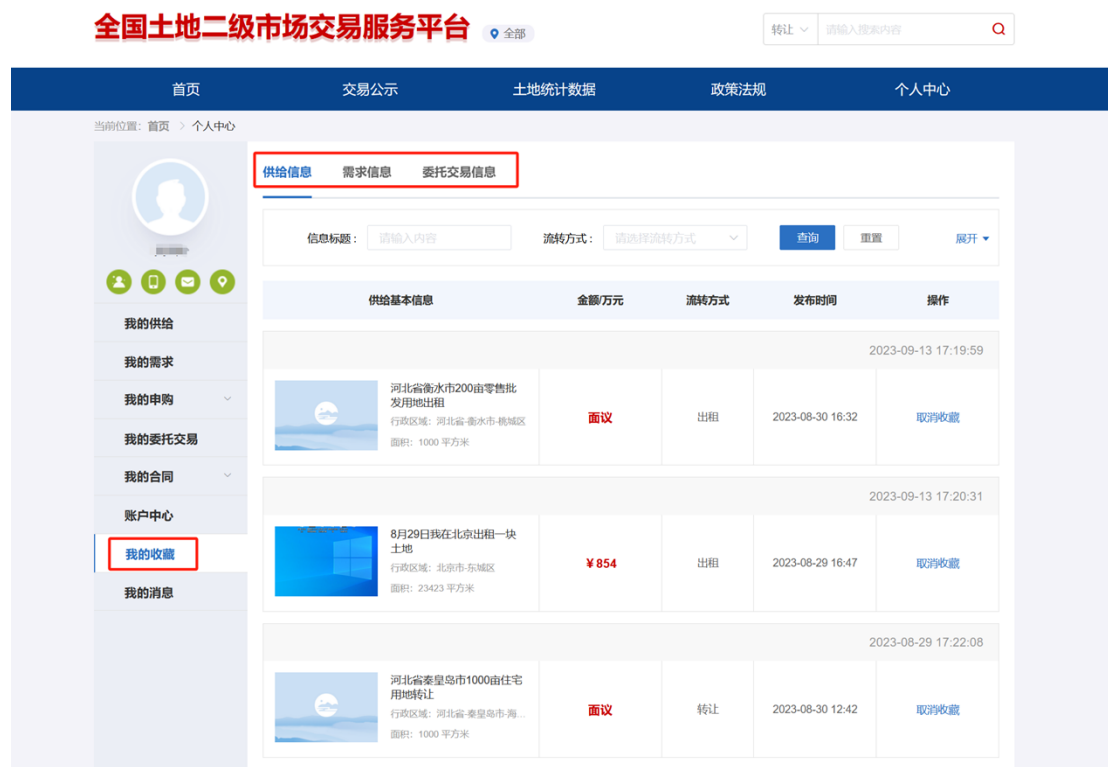 全国土地二级市场交易服务平台
全部
转让
请输入搜索内容
首页
交易公示
土地统计数据
政策法规
个人中心
当前位置: 首页 > 个人中心
供给信息
需求信息
委托交易信息
信息标题:
请输入内容
流转方式:
请选择流转方式
查询
重置
展开
我的供给
我的需求
我的申购
我的委托交易
我的合同
账户中心
我的收藏
我的消息
供给基本信息
金额/万元
流转方式
发布时间
操作
2023-09-13 17:19:59
河北省衡水市200亩零售批
发用地出租
行政区域: 河北省-衡水市-桃城区
面积: 1000 平方米
面议
出租
2023-08-30 16:32
取消收藏
2023-09-13 17:20:31
8月29日我在北京出租一块
土地
行政区域: 北京市-东城区
面积: 23423 平方米
¥854
出租
2023-08-29 16:47
取消收藏
2023-08-29 17:22:08
河北省秦皇岛市1000亩住宅
用地转让
行政区域: 河北省-秦皇岛市-海...
面积: 1000 平方米
面议
转让
2023-08-30 12:42
取消收藏